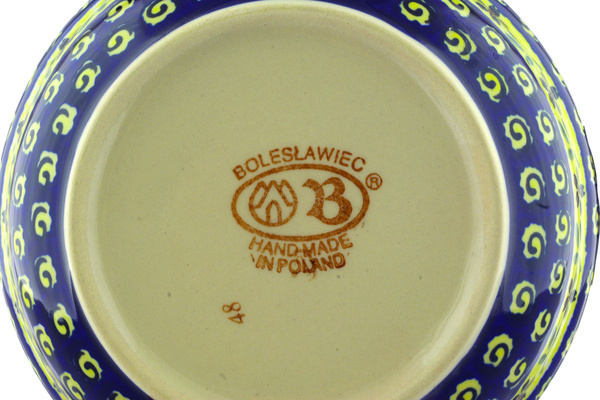 BOLESŁAWIEC
B ®
HAND MADE
IN POLAND
48